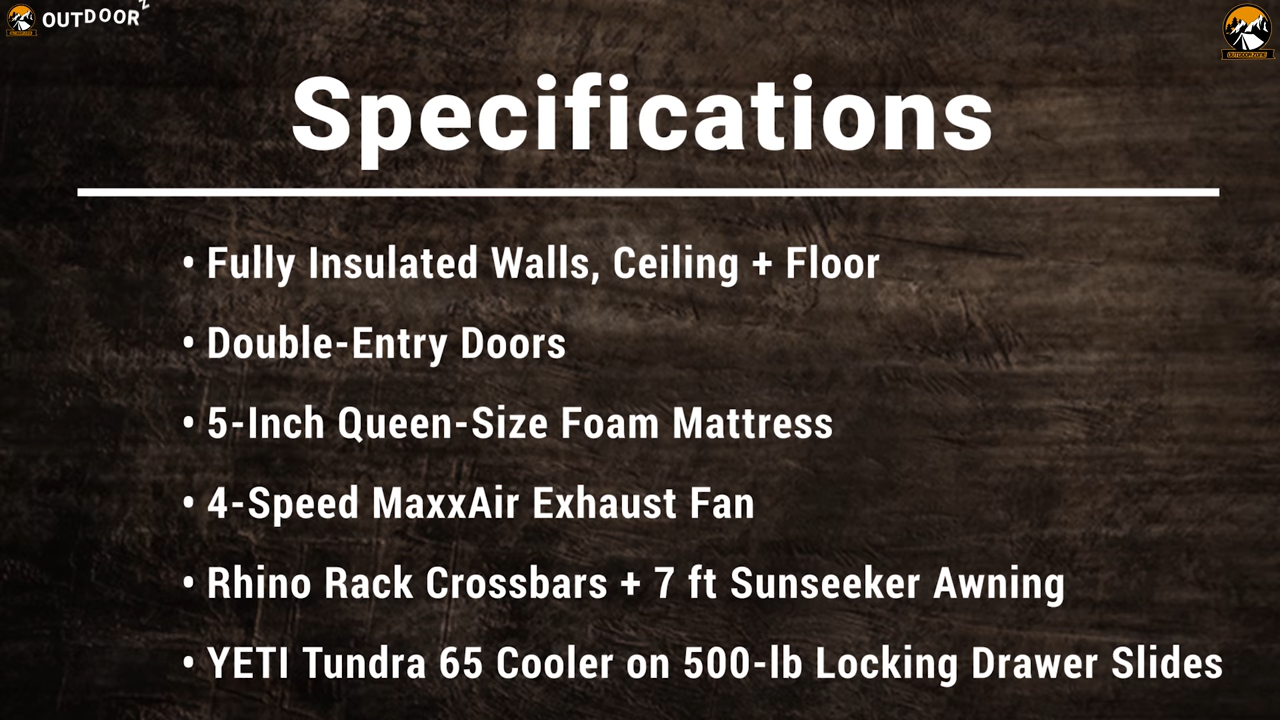 OUTDOORZ
Specifications
• Fully Insulated Walls, Ceiling + Floor
• Double-Entry Doors
• 5-Inch Queen-Size Foam Mattress
• 4-Speed MaxxAir Exhaust Fan
• Rhino Rack Crossbars + 7 ft Sunseeker Awning
• YETI Tundra 65 Cooler on 500-lb Locking Drawer Slides